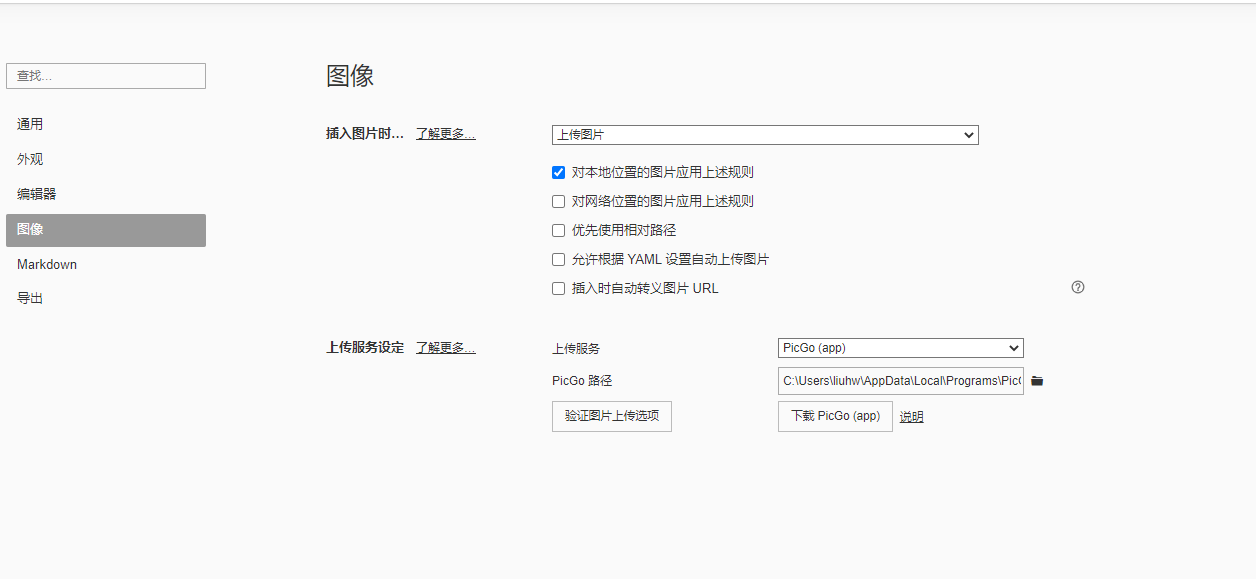 查找...
通用
外观
编辑器
图像
Markdown
导出
图像
插入图片时... 了解更多...
上传图片
对本地位置的图片应用上述规则
对网络位置的图片应用上述规则
优先使用相对路径
允许根据 YAML 设置自动上传图片
插入时自动转义图片 URL
上传服务设定 了解更多...
上传服务 PicGo (app)
PicGo 路径 C:\Users\liuhw\AppData\Local\Programs\PicG
验证图片上传选项 下载 PicGo (app) 说明